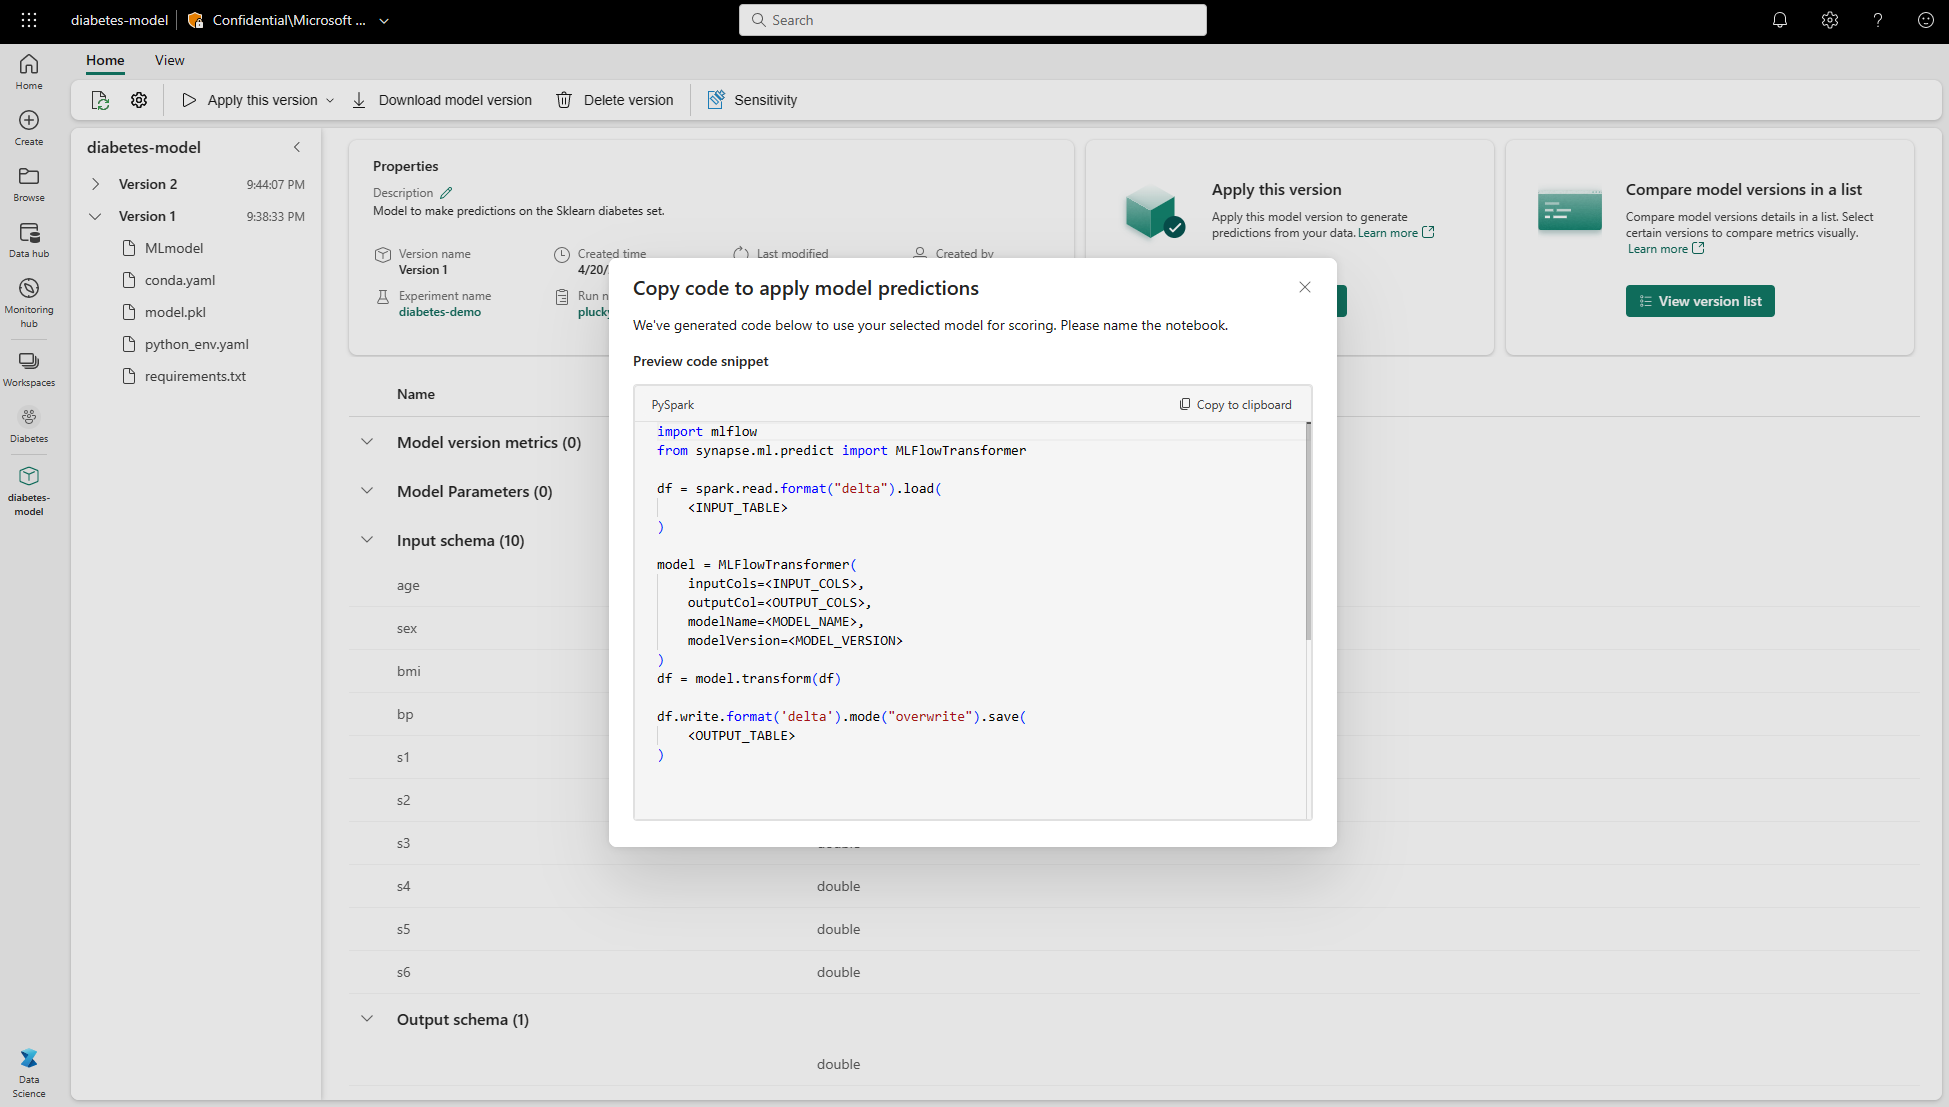 diabetes-model
Confidential\Microsoft ...
Search
Home
View
Apply this version
Download model version
Delete version
Sensitivity
Home
Create
Browse
Data hub
Monitoring
hub
Workspaces
Diabetes
diabetes-
model
Data
Science
diabetes-model
Version 2 9:44:07 PM
Version 1 9:38:33 PM
MLmodel
conda.yaml
model.pkl
python_env.yaml
requirements.txt
Properties
Description
Model to make predictions on the Sklearn diabetes set.
Version name
Version 1
Created time
4/20/
Last modified
Created by
Experiment name
diabetes-demo
Run n
plucky
Apply this version
Apply this model version to generate
predictions from your data. Learn more
Compare model versions in a list
Compare model versions details in a list. Select
certain versions to compare metrics visually.
Learn more
View version list
Name
Model version metrics (0)
Model Parameters (0)
Input schema (10)
age
sex
bmi
bp
s1
s2
s3 double
s4 double
s5 double
s6 double
Output schema (1)
double
Copy code to apply model predictions
We've generated code below to use your selected model for scoring. Please name the notebook.
Preview code snippet
PySpark
Copy to clipboard
import mlflow
from synapse.ml.predict import MLFlowTransformer
df = spark.read.format("delta").load(
<INPUT_TABLE>
)
model = MLFlowTransformer(
inputCols=<INPUT_COLS>,
outputCol=<OUTPUT_COLS>,
modelName=<MODEL_NAME>,
modelVersion=<MODEL_VERSION>
)
df = model.transform(df)
df.write.format('delta').mode("overwrite").save(
<OUTPUT_TABLE>
)